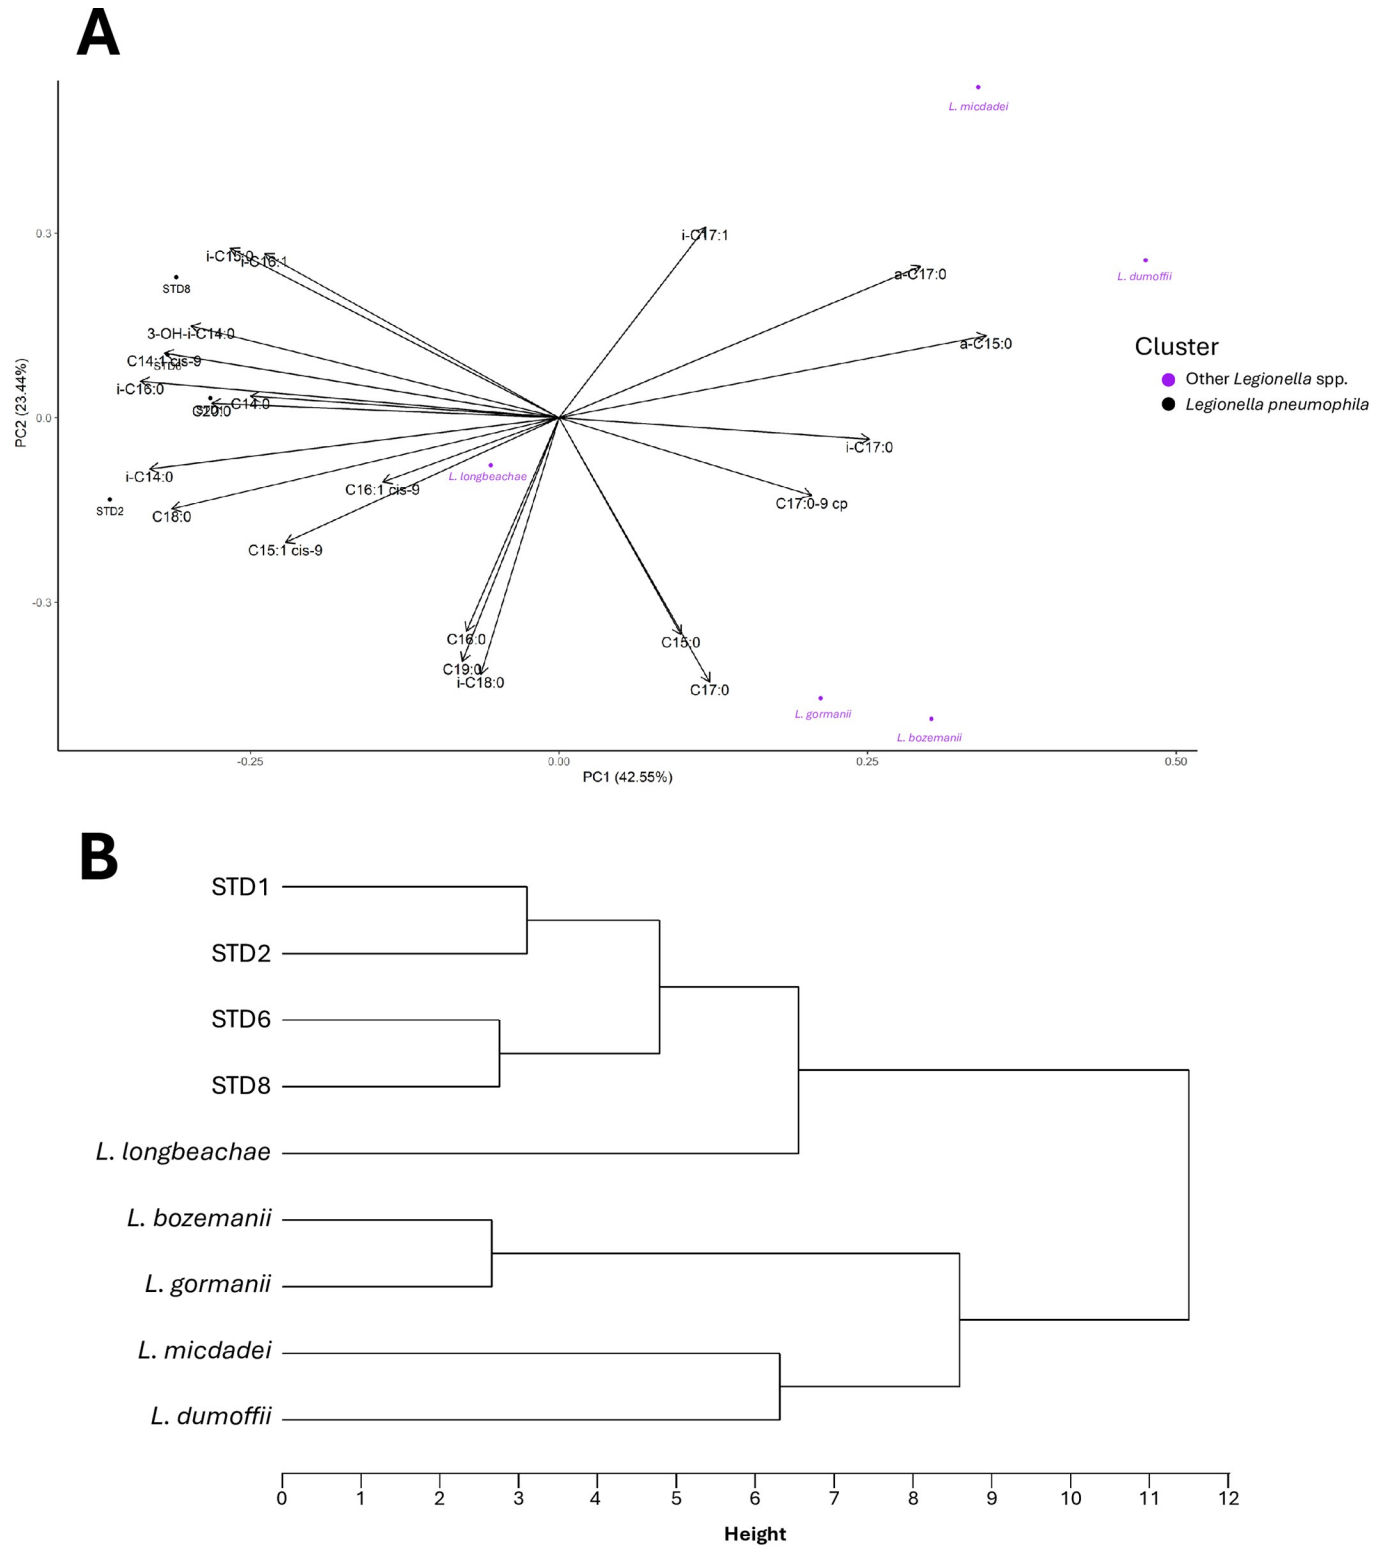 A
L. micdadei
0.3
i-C17:1
i-C15:0
i-C16:1
a-C17:0
L. dumoffii
STD8
3-OH-i-C14:0
a-C15:0
Cluster
C14:1 cis-9
STD6
i-C16:0
Other Legionella spp.
C14:0
C20:0
Legionella pneumophila
0.0
PC2 (23.44%)
i-C17:0
i-C14:0
L. longbeachae
C16:1 cis-9
C17:0-9 cp
STD2
C18:0
C15:1 cis-9
-0.3
C16:0
C15:0
C19:0
i-C18:0
C17:0
L. gormanii
L. bozemanii
-0.25
0.00
0.25
0.50
PC1 (42.55%)
B
STD1
STD2
STD6
STD8
L. longbeachae
L. bozemanii
L. gormanii
L. micdadei
L. dumoffii
0 1 2 3 4 5 6 7 8 9 10 11 12
Height